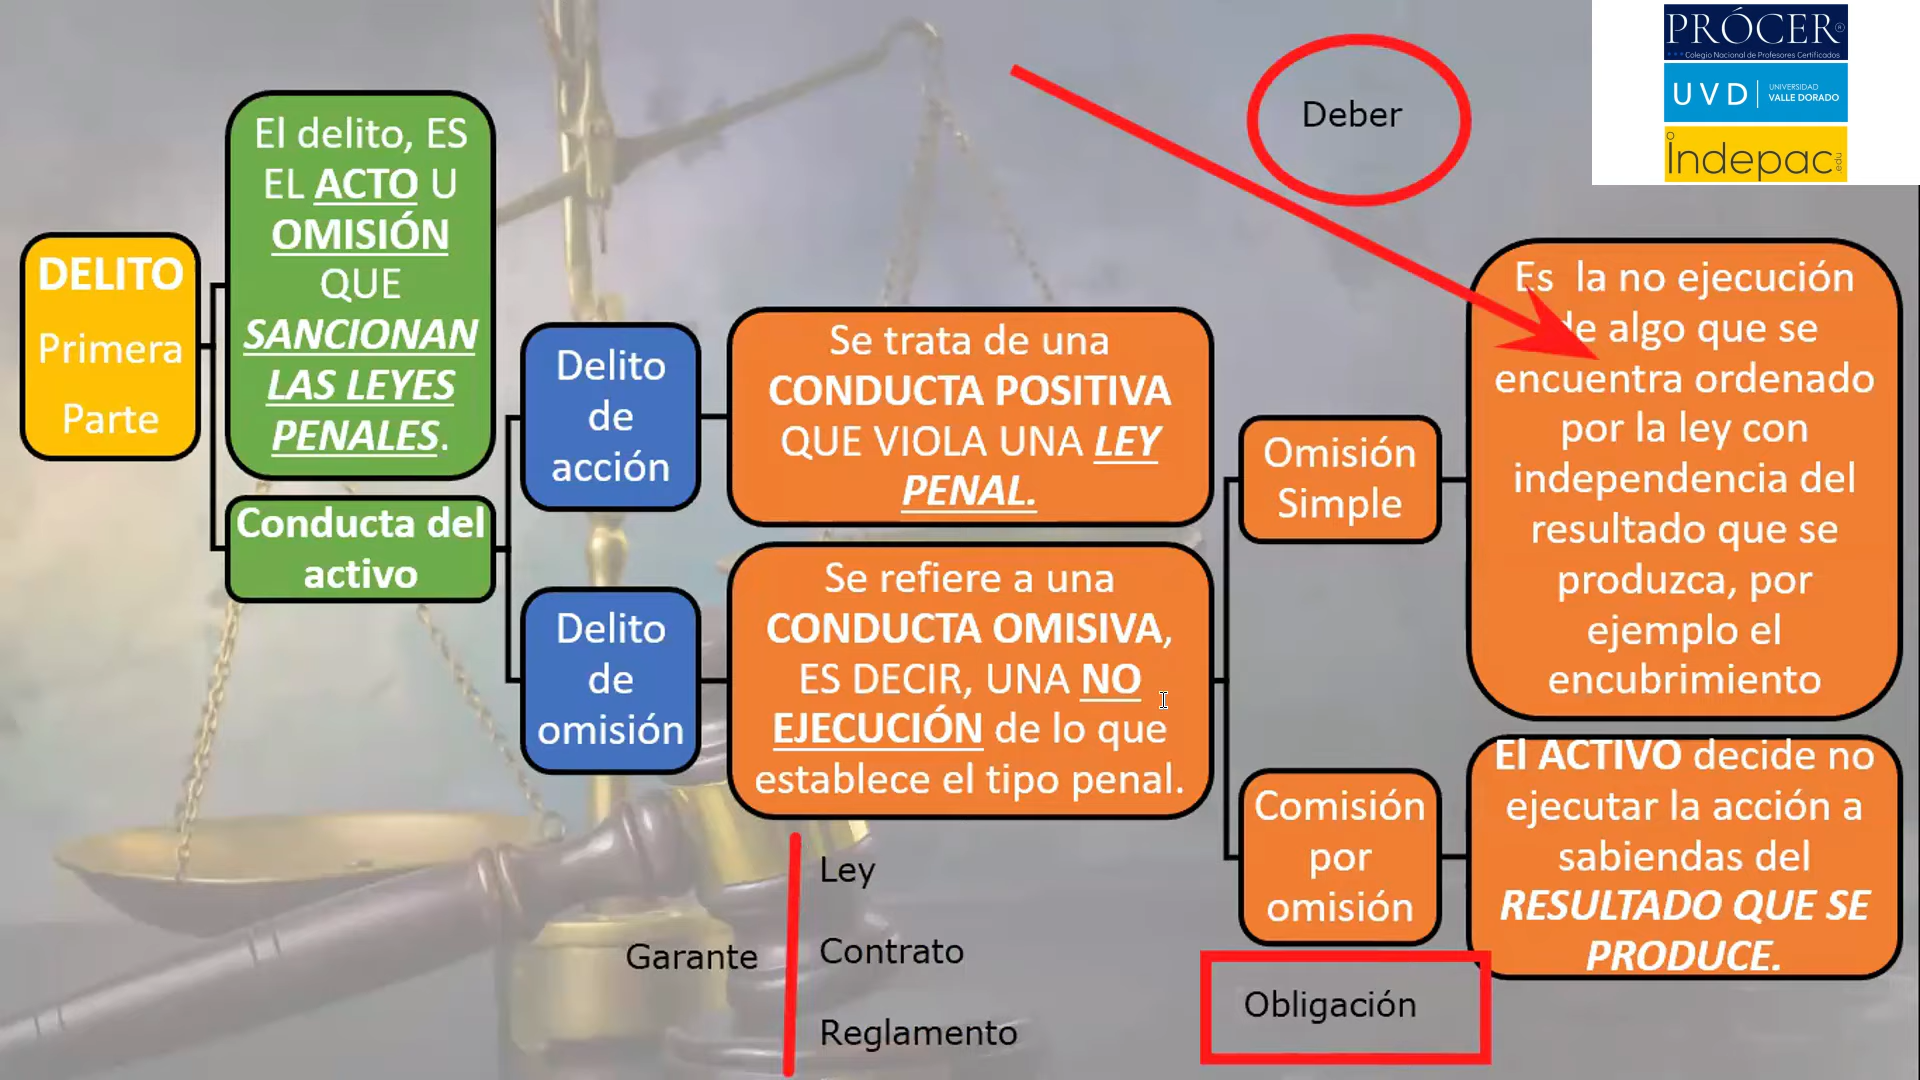 PRÓCER®
Colegio Nacional de Profesores Certificados
UVD UNIVERSIDAD
VALLE DORADO
indepac.edu
Deber
DELITO
Primera
Parte
El delito, ES
EL ACTO U
OMISIÓN
QUE
SANCIONAN
LAS LEYES
PENALES.
Conducta del
activo
Delito
de
acción
Se trata de una
CONDUCTA POSITIVA
QUE VIOLA UNA LEY
PENAL.
Delito
de
omisión
Se refiere a una
CONDUCTA OMISIVA,
ES DECIR, UNA NO
EJECUCIÓN de lo que
establece el tipo penal.
Omisión
Simple
Es la no ejecución
de algo que se
encuentra ordenado
por la ley con
independencia del
resultado que se
produzca, por
ejemplo el
encubrimiento
Comisión
por
omisión
El ACTIVO decide no
ejecutar la acción a
sabiendas del
RESULTADO QUE SE
PRODUCE.
Garante
Ley
Contrato
Reglamento
Obligación